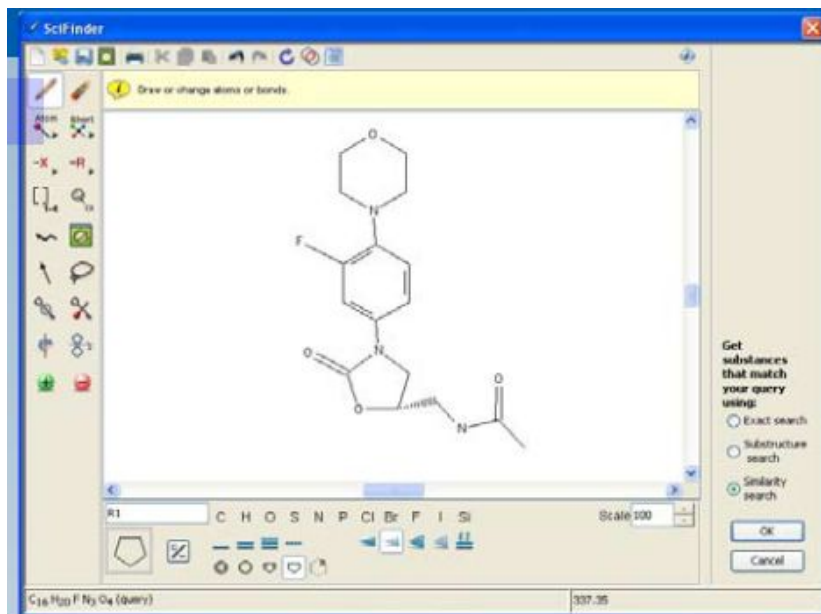 SciFinder
Draw or change atoms or bonds.
Atom
Short
-X
-R
O
N
F
N
O
O
O
N
Get
substances
that match
your query
using:
Exact search
Substructure
search
Similarity
search
R1
C H O S N P Cl Br F I Si
Scale 100
OK
Cancel
C16 H20 F N3 O4 (query)
337.35